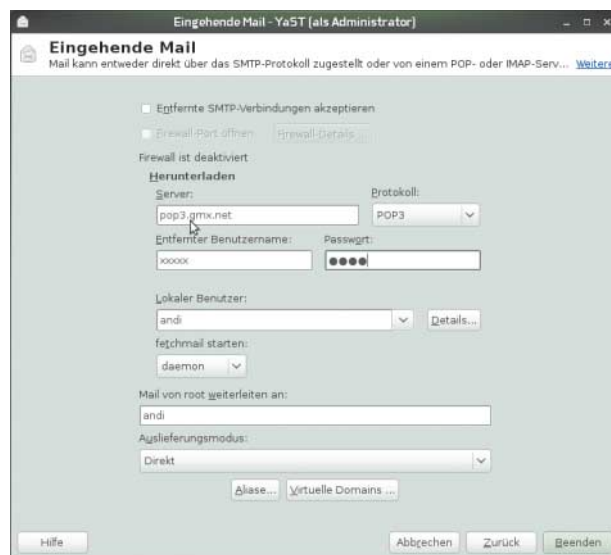 Eingehende Mail - YaST (als Administrator)
Eingehende Mail
Mail kann entweder direkt über das SMTP-Protokoll zugestellt oder von einem POP- oder IMAP-Serv... Weitere
Entfernte SMTP-Verbindungen akzeptieren
Firewall-Port öffnen Firewall-Details ...
Firewall ist deaktiviert
Herunterladen
Server: Protokoll:
pop3.gmx.net POP3
Entfernter Benutzername: Passwort:
xxxxx ●●●●
Lokaler Benutzer:
andi Details...
fetchmail starten:
daemon
Mail von root weiterleiten an:
andi
Auslieferungsmodus:
Direkt
Aliase... Virtuelle Domains ...
Hilfe Abbrechen Zurück Beenden